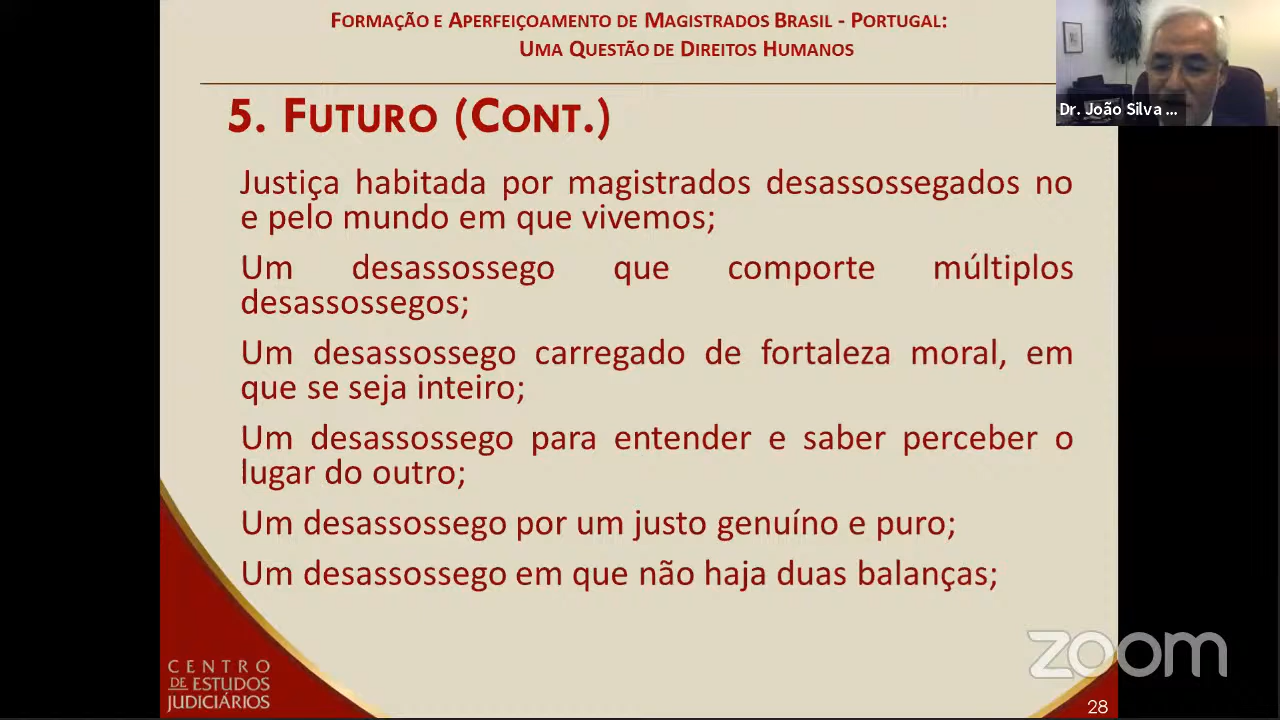 FORMAÇÃO E APERFEIÇOAMENTO DE MAGISTRADOS BRASIL - PORTUGAL:
UMA QUESTÃO DE DIREITOS HUMANOS
Dr. João Silva ...
5. FUTURO (CONT.)
Justiça habitada por magistrados desassossegados no
e pelo mundo em que vivemos;
Um desassossego que comporte múltiplos
desassossegos;
Um desassossego carregado de fortaleza moral, em
que se seja inteiro;
Um desassossego para entender e saber perceber o
lugar do outro;
Um desassossego por um justo genuíno e puro;
Um desassossego em que não haja duas balanças;
CENTRO
DE ESTUDOS
JUDICIÁRIOS
zoom
28